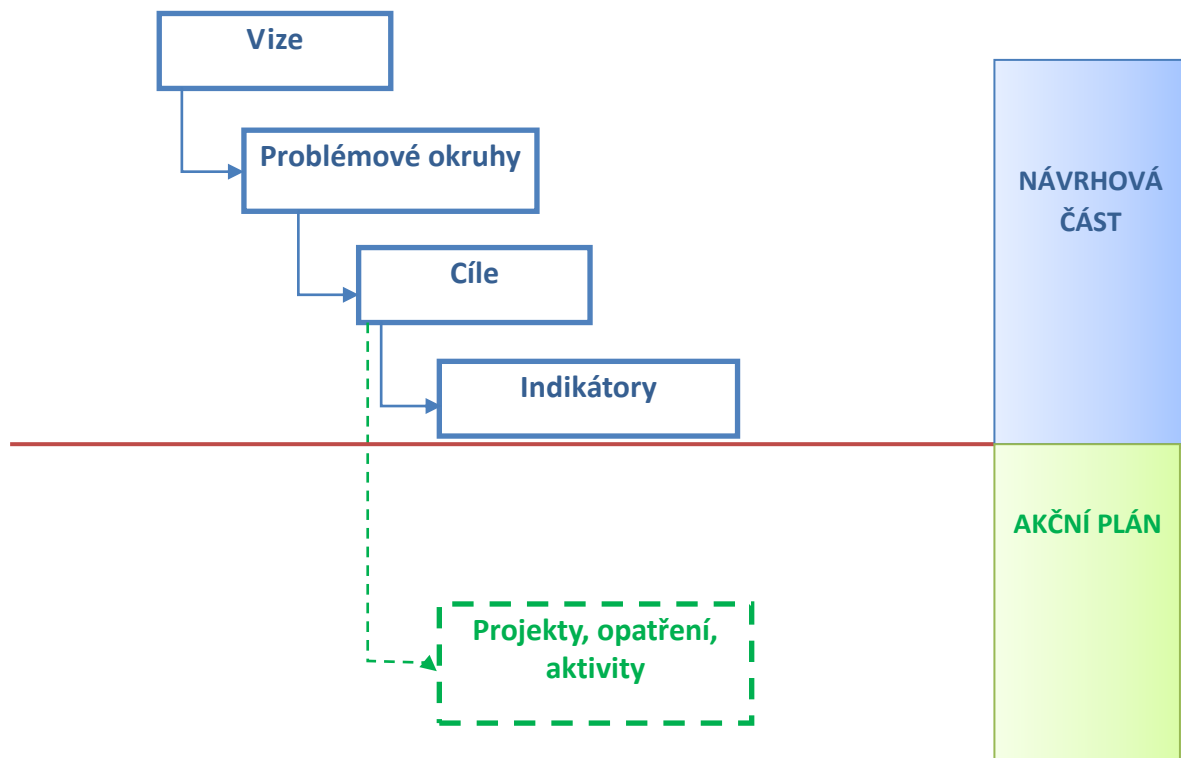 Vize
Problémové okruhy
NÁVRHOVÁ
ČÁST
Cíle
Indikátory
AKČNÍ PLÁN
Projekty, opatření,
aktivity